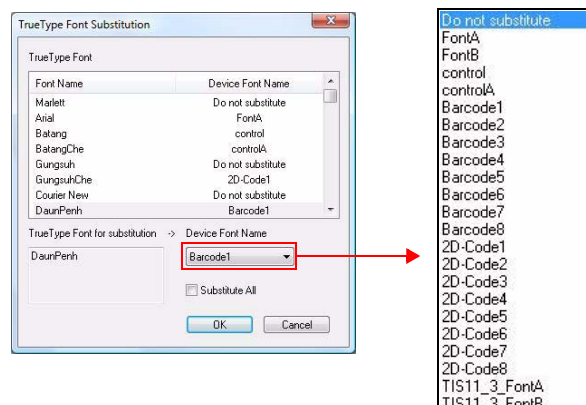 TrueType Font Substitution
TrueType Font
Font Name Device Font Name
Marlett Do not substitute
Arial FontA
Batang control
BatangChe controlA
Gungsuh Do not substitute
GungsuhChe 2D-Code1
Courier New Do not substitute
DaunPenh Barcode1
TrueType Font for substitution -> Device Font Name
DaunPenh Barcode1
Substitute All
OK Cancel
Do not substitute
FontA
FontB
control
controlA
Barcode1
Barcode2
Barcode3
Barcode4
Barcode5
Barcode6
Barcode7
Barcode8
2D-Code1
2D-Code2
2D-Code3
2D-Code4
2D-Code5
2D-Code6
2D-Code7
2D-Code8
TIS11_3_FontA
TIS11_3_FontB